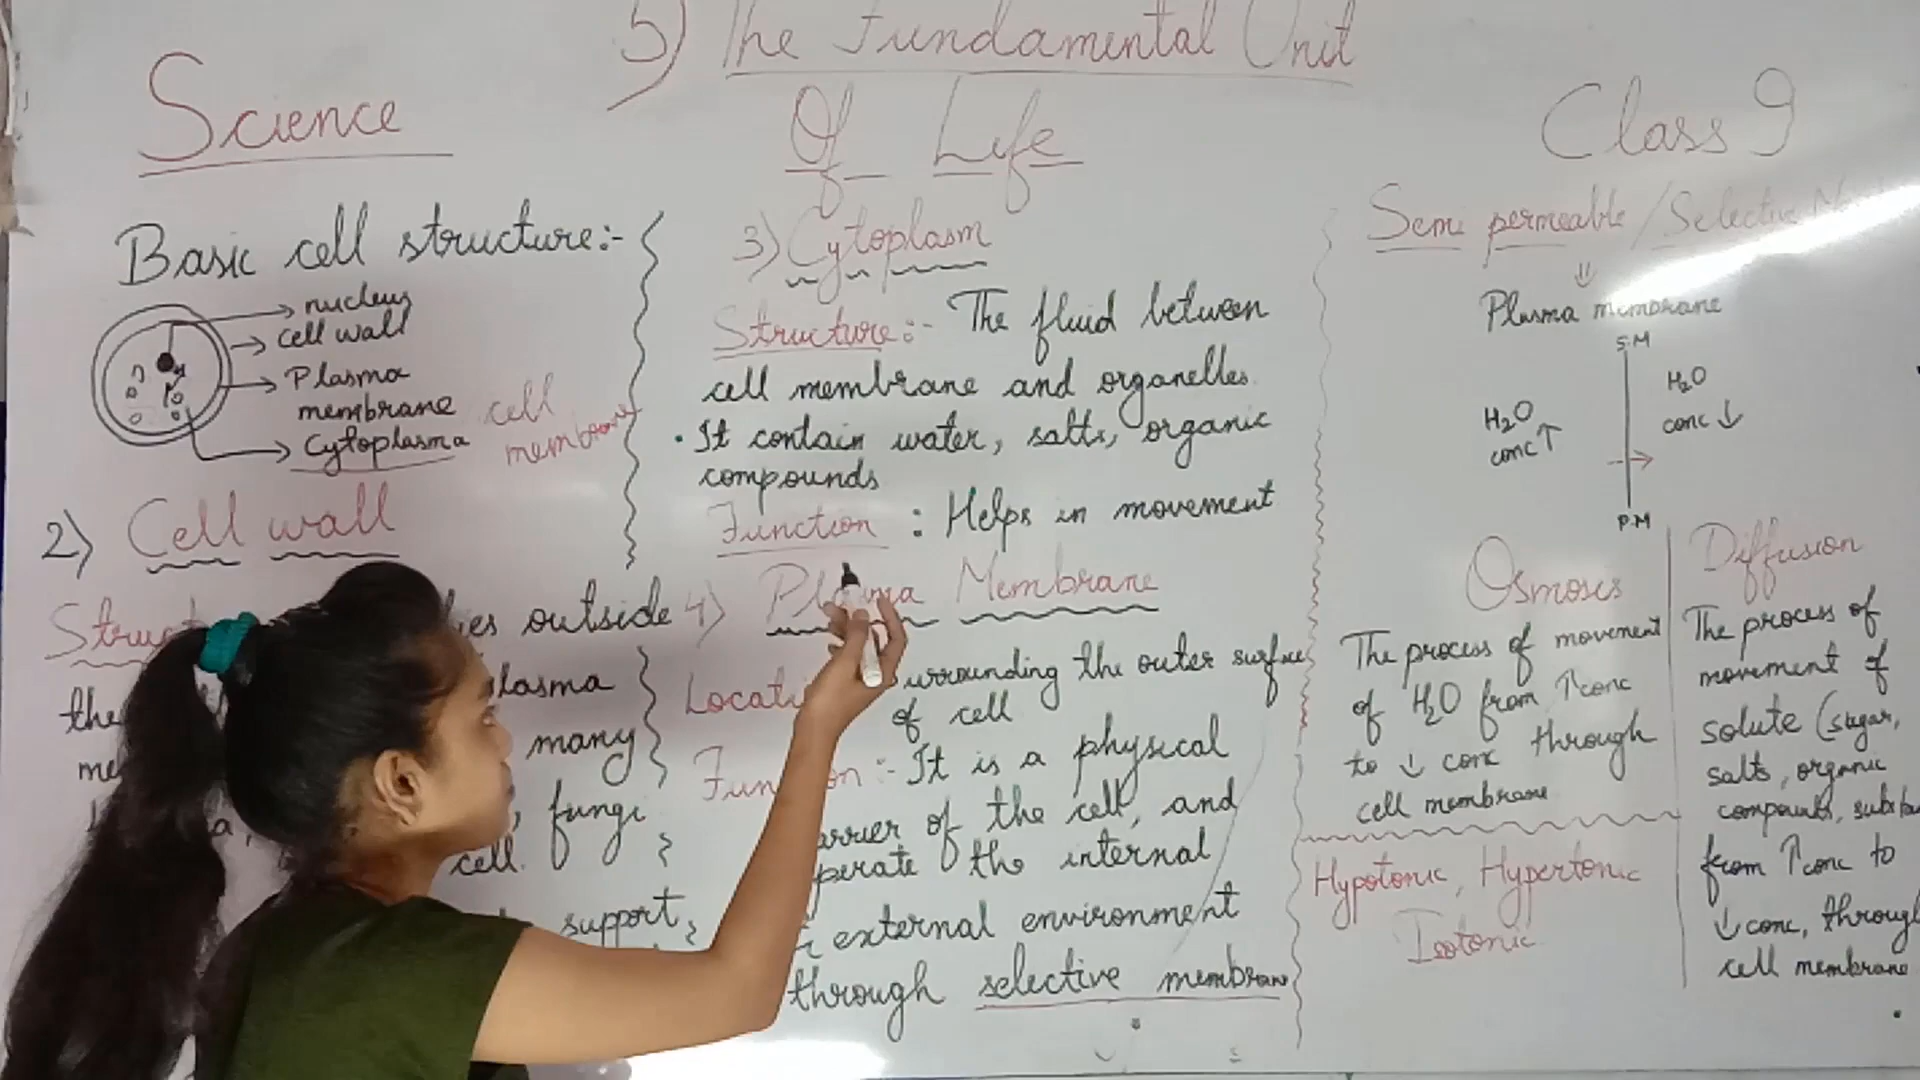 5) The Fundamental Unit
Of Life
Science
Class 9
Basic cell structure:-
nucleus
cell wall
Plasma
membrane
cell
membrane
Cytoplasma
2) Cell wall
outside
the
plasma
many
fungi
cell.
support
3) Cytoplasm
Structure:- The fluid between
cell membrane and organelles.
• It contain water, salts, organic
compounds
Function : Helps in movement
4) Plasma Membrane
surrounding the outer surface
of cell
Function :- It is a physical
barrier of the cell, and
the internal
& external environment
through selective membrane
Semi permeable / Selective
Plasma membrane
S.M
H2O
conc ↑
H2O
conc ↓
P.M
Osmosis
The process of movement
of H2O from ↑conc
to ↓ conc through
cell membrane
Hypotonic, Hypertonic
Isotonic
Diffusion
The process of
movement of
solute (sugar,
salts, organic
from ↑conc to
↓conc, through
cell membrane